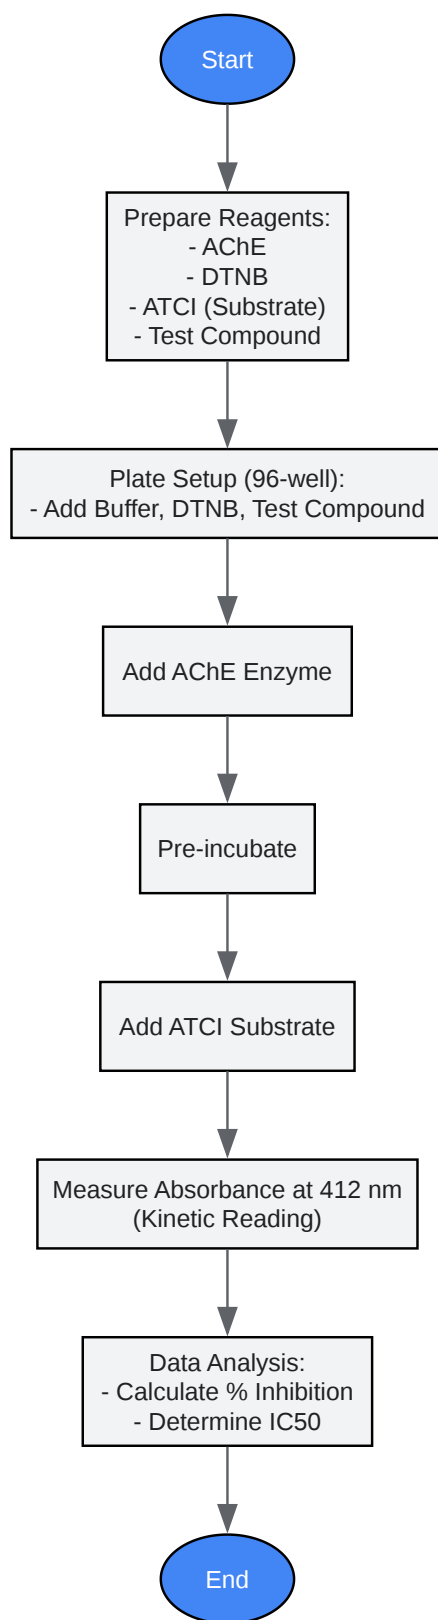 Start
Prepare Reagents:
- AChE
- DTNB
- ATCI (Substrate)
- Test Compound
Plate Setup (96-well):
- Add Buffer, DTNB, Test Compound
Add AChE Enzyme
Pre-incubate
Add ATCI Substrate
Measure Absorbance at 412 nm
(Kinetic Reading)
Data Analysis:
- Calculate % Inhibition
- Determine IC50
End